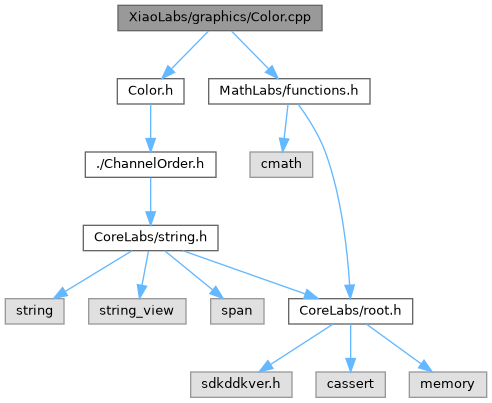 XiaoLabs/graphics/Color.cpp
Color.h
MathLabs/functions.h
./ChannelOrder.h
cmath
CoreLabs/string.h
string
string_view
span
CoreLabs/root.h
sdkddkver.h
cassert
memory